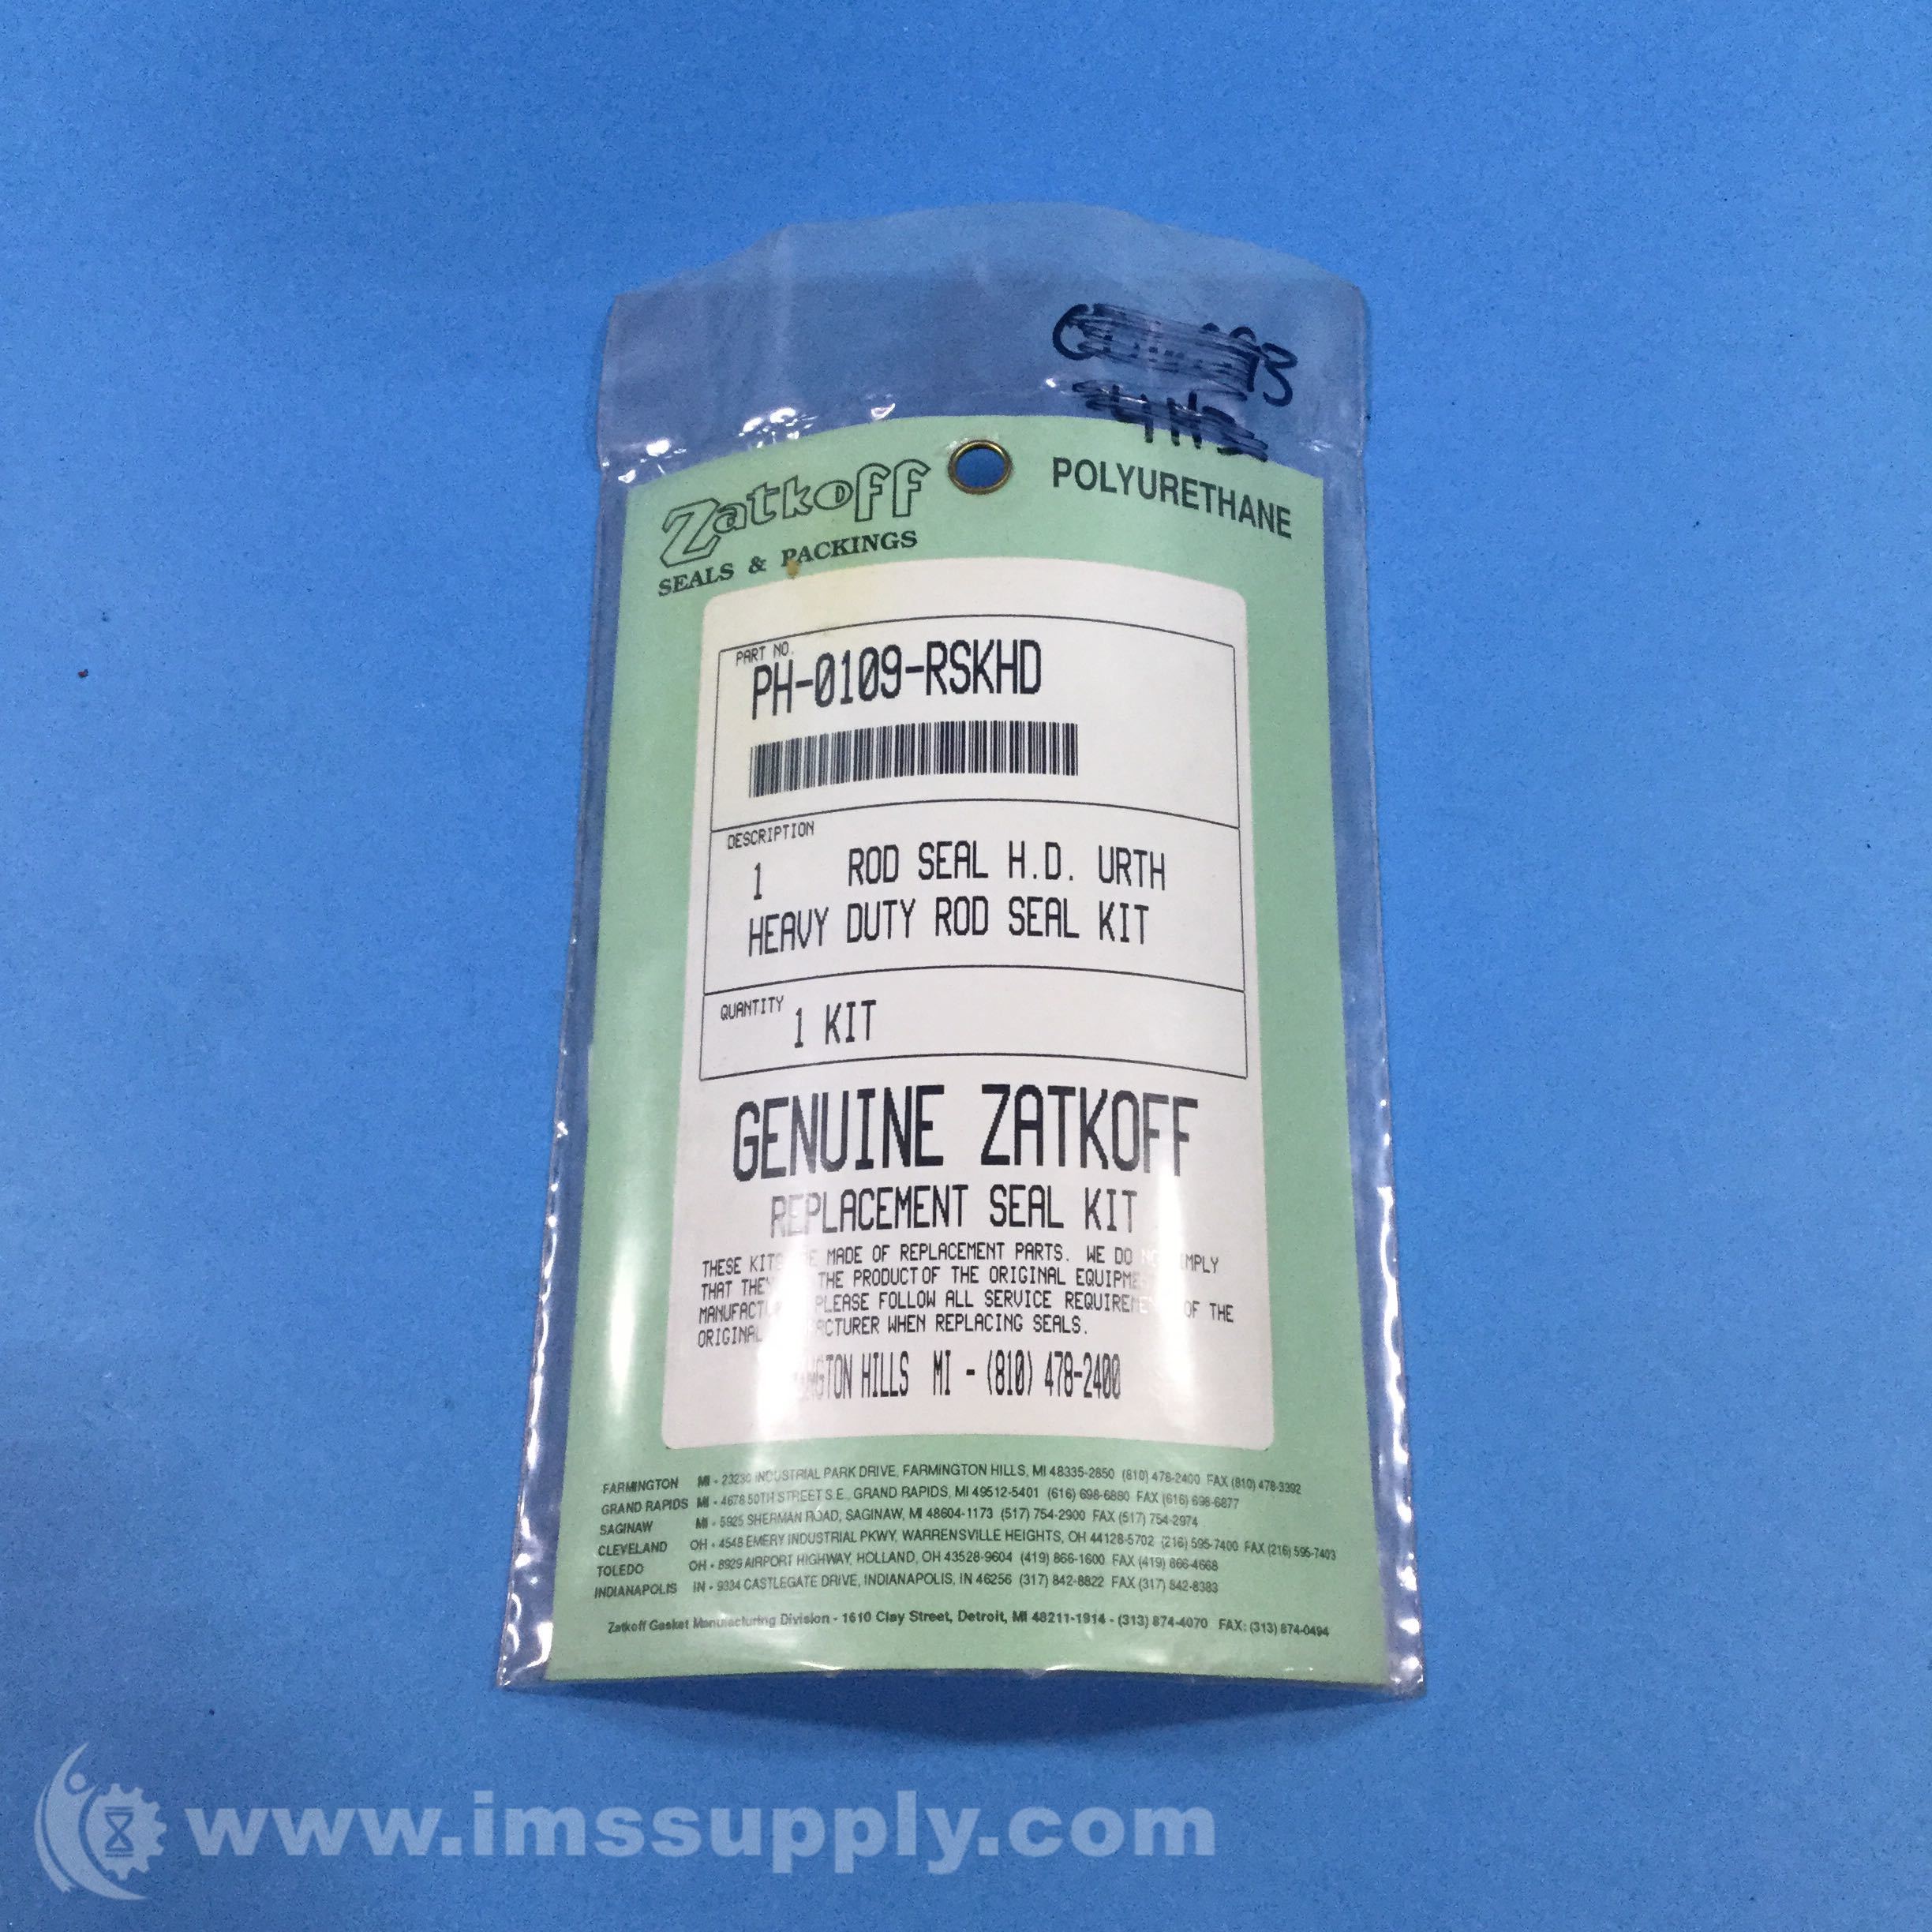 Zatkoff
SEALS & PACKINGS
POLYURETHANE
PART NO.
PH-0109-RSKHD
DESCRIPTION
1 ROD SEAL H.D. URTH
HEAVY DUTY ROD SEAL KIT
QUANTITY
1 KIT
GENUINE ZATKOFF
REPLACEMENT SEAL KIT
THESE KITS MADE OF REPLACEMENT PARTS. WE DO IMPLY
THAT THEY THE PRODUCT OF THE ORIGINAL
PLEASE FOLLOW ALL SERVICE OF THE
ORIGINAL WHEN REPLACING SEALS.
HILLS MI - (810) 478-2400
FARMINGTON MI - 23230 INDUSTRIAL PARK DRIVE, FARMINGTON HILLS, MI 48335-2850 (810) 478-2400 FAX (810) 478-3392
GRAND RAPIDS MI - 4678 50TH STREET S.E., GRAND RAPIDS, MI 49512-5401 (616) 698-6880 FAX (616) 698-6877
SAGINAW MI - 5925 SHERMAN ROAD, SAGINAW, MI 48604-1173 (517) 754-2900 FAX (517) 754-2974
CLEVELAND OH - 4548 EMERY INDUSTRIAL PKWY, WARRENSVILLE HEIGHTS, OH 44128-5702 (216) 595-7400 FAX (216) 595-7403
TOLEDO OH - 8929 AIRPORT HIGHWAY, HOLLAND, OH 43528-9604 (419) 866-1600 FAX (419) 866-4668
INDIANAPOLIS IN - 9334 CASTLEGATE DRIVE, INDIANAPOLIS, IN 46256 (317) 842-8822 FAX (317) 842-8383
Zatkoff Gasket Manufacturing Division - 1610 Clay Street, Detroit, MI 48211-1914 - (313) 874-4070 FAX: (313) 874-0494
www.imssupply.com